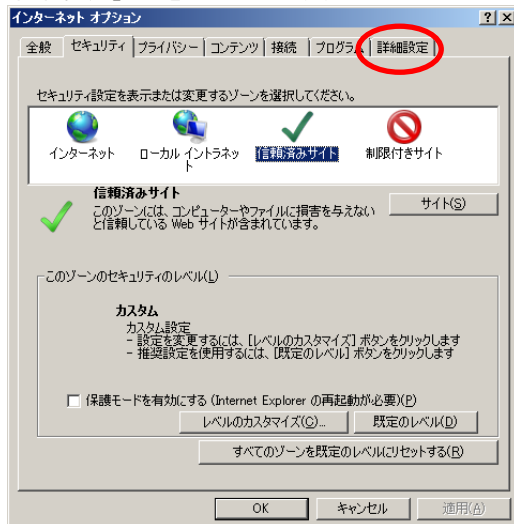 インターネット オプション
全般 セキュリティ プライバシー コンテンツ 接続 プログラム 詳細設定
セキュリティ設定を表示または変更するゾーンを選択してください。
インターネット ローカル イントラネット 信頼済みサイト 制限付きサイト
信頼済みサイト
このゾーンには、コンピューターやファイルに損害を与えない
と信頼している Web サイトが含まれています。
サイト(S)
このゾーンのセキュリティのレベル(L)
カスタム
カスタム設定
- 設定を変更するには、[レベルのカスタマイズ] ボタンをクリックします
- 推奨設定を使用するには、[既定のレベル] ボタンをクリックします
保護モードを有効にする (Internet Explorer の再起動が必要)(P)
レベルのカスタマイズ(C)... 既定のレベル(D)
すべてのゾーンを既定のレベルにリセットする(R)
OK キャンセル 適用(A)